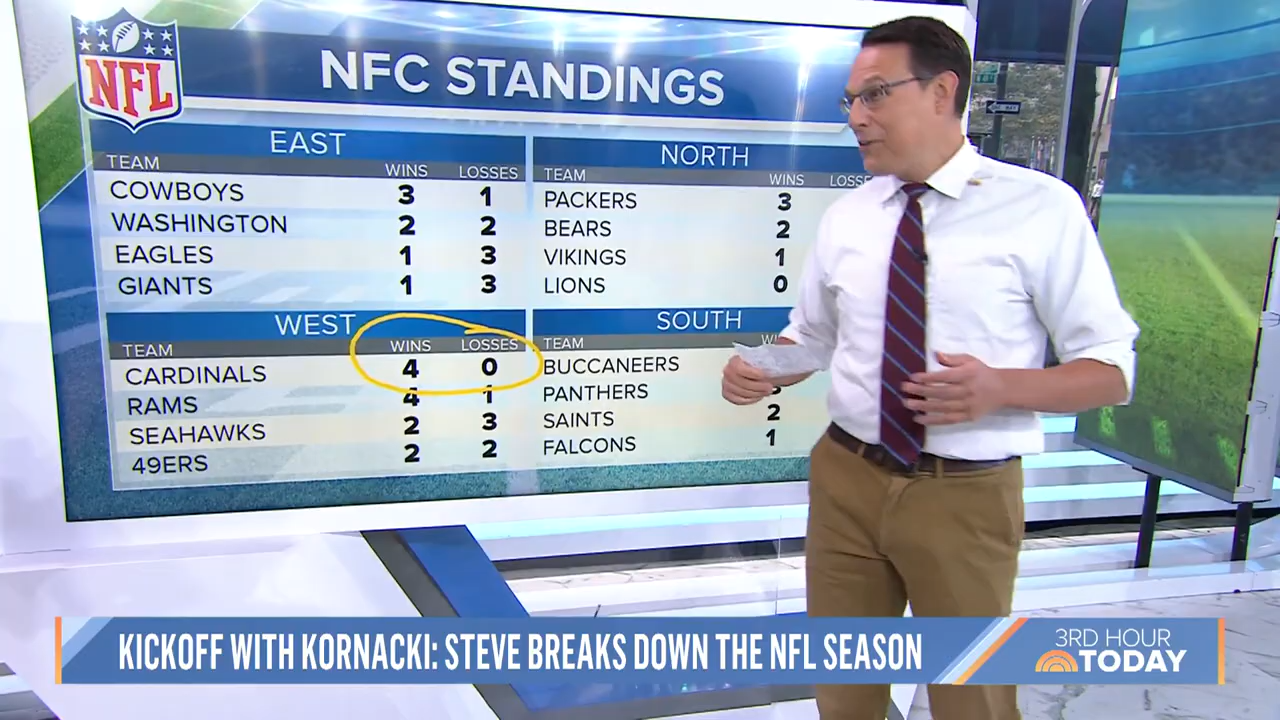 NFL
NFC STANDINGS
EAST
TEAM WINS LOSSES
COWBOYS 3 1
WASHINGTON 2 2
EAGLES 1 3
GIANTS 1 3
NORTH
TEAM WINS
PACKERS 3
BEARS 2
VIKINGS 1
LIONS 0
WEST
TEAM WINS LOSSES
CARDINALS 4 0
RAMS 4 1
SEAHAWKS 2 3
49ERS 2 2
SOUTH
TEAM
BUCCANEERS
PANTHERS
SAINTS 2
FALCONS 1
KICKOFF WITH KORNACKI: STEVE BREAKS DOWN THE NFL SEASON
3RD HOUR
TODAY